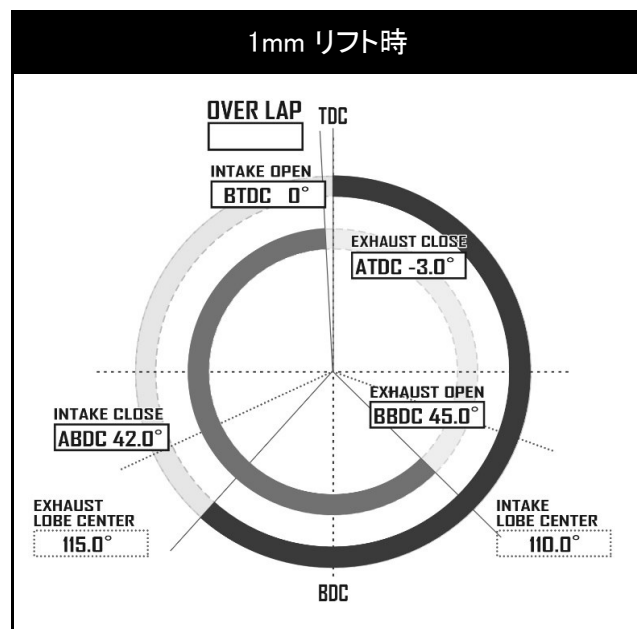 1mm リフト時
OVER LAP
TDC
INTAKE OPEN
BTDC 0°
EXHAUST CLOSE
ATDC -3.0°
EXHAUST OPEN
BBDC 45.0°
INTAKE CLOSE
ABDC 42.0°
EXHAUST
LOBE CENTER
115.0°
INTAKE
LOBE CENTER
110.0°
BDC